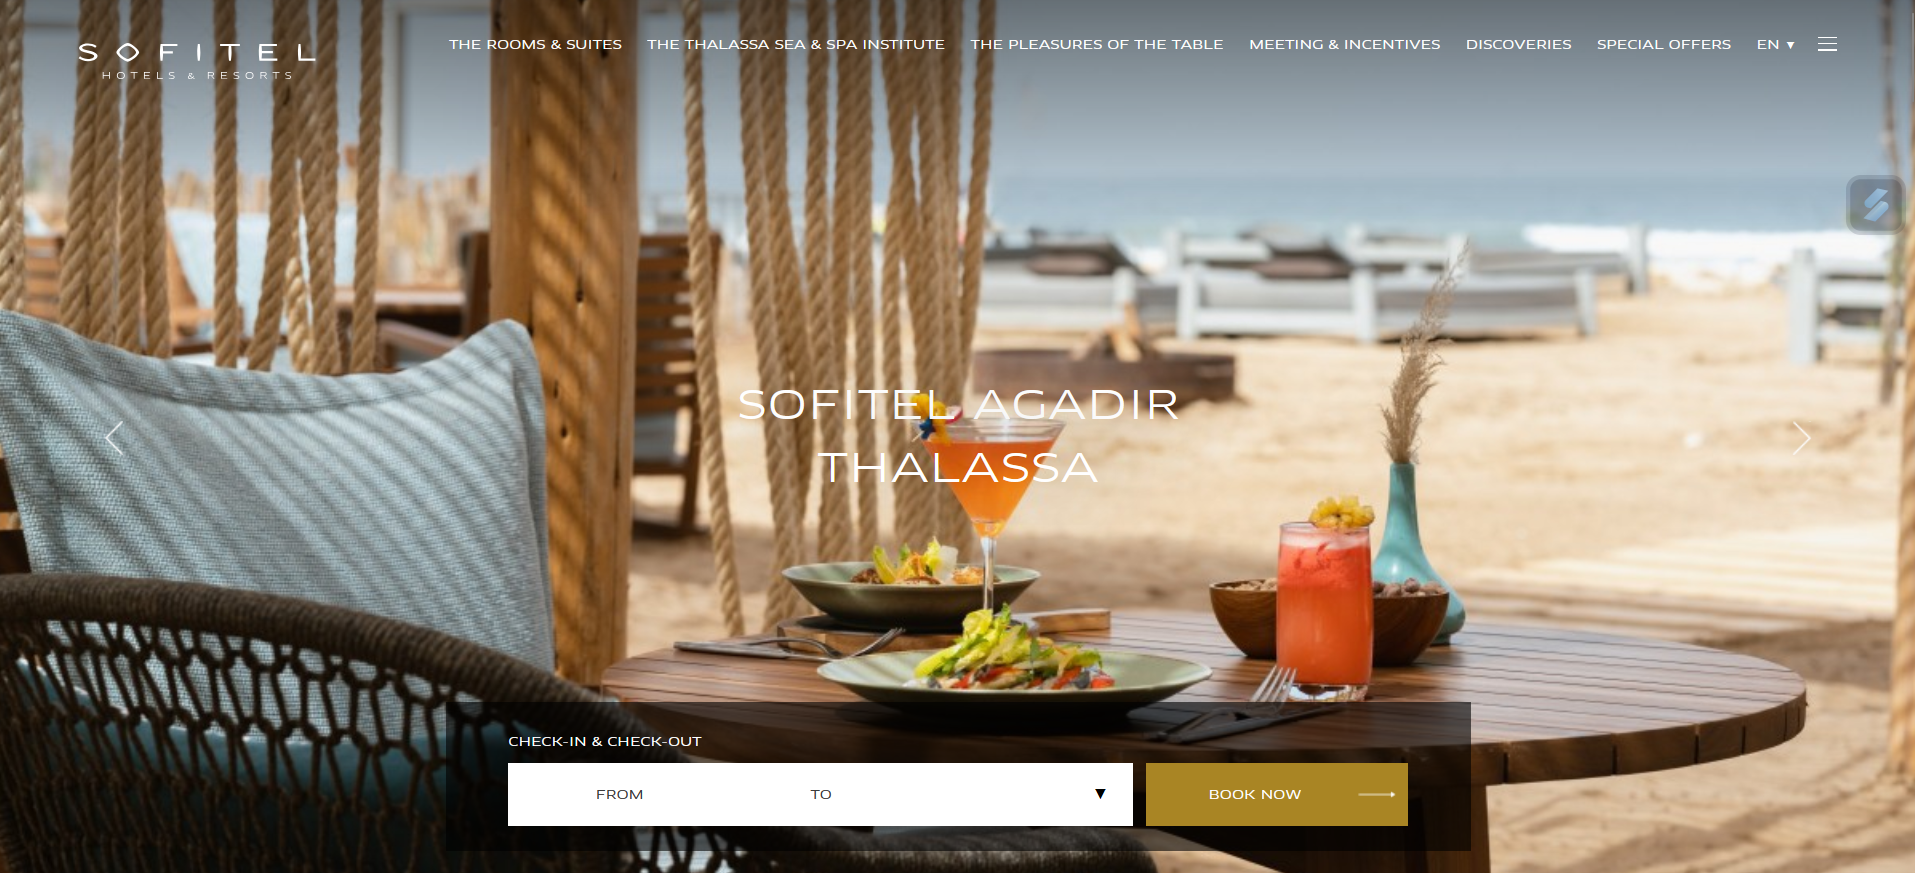 SOFITEL
HOTELS & RESORTS
THE ROOMS & SUITES
THE THALASSA SEA & SPA INSTITUTE
THE PLEASURES OF THE TABLE
MEETING & INCENTIVES
DISCOVERIES
SPECIAL OFFERS
EN ▼
SOFITEL AGADIR
THALASSA
CHECK-IN & CHECK-OUT
FROM
TO
BOOK NOW